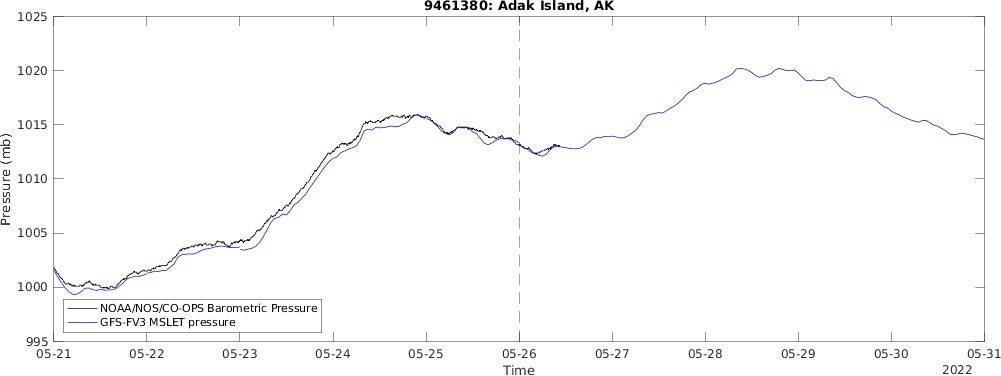 9461380: Adak Island, AK
Pressure (mb)
1025
1020
1015
1010
1005
1000
995
NOAA/NOS/CO-OPS Barometric Pressure
GFS-FV3 MSLET pressure
05-21 05-22 05-23 05-24 05-25 05-26 05-27 05-28 05-29 05-30 05-31
Time
2022